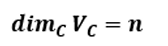 dim_C V_C = n